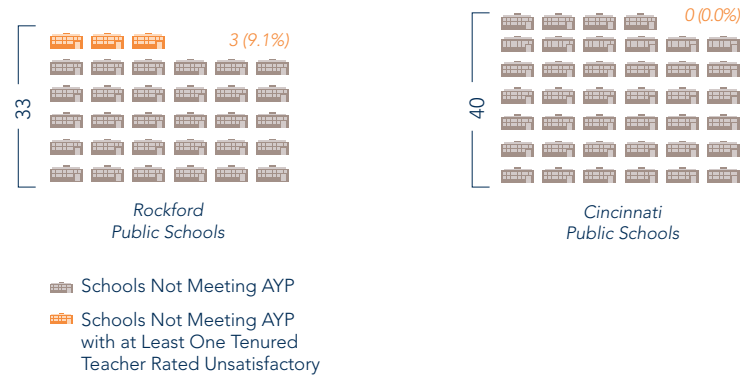 3 (9.1%)
33
Rockford
Public Schools
0 (0.0%)
40
Cincinnati
Public Schools
Schools Not Meeting AYP
Schools Not Meeting AYP
with at Least One Tenured
Teacher Rated Unsatisfactory